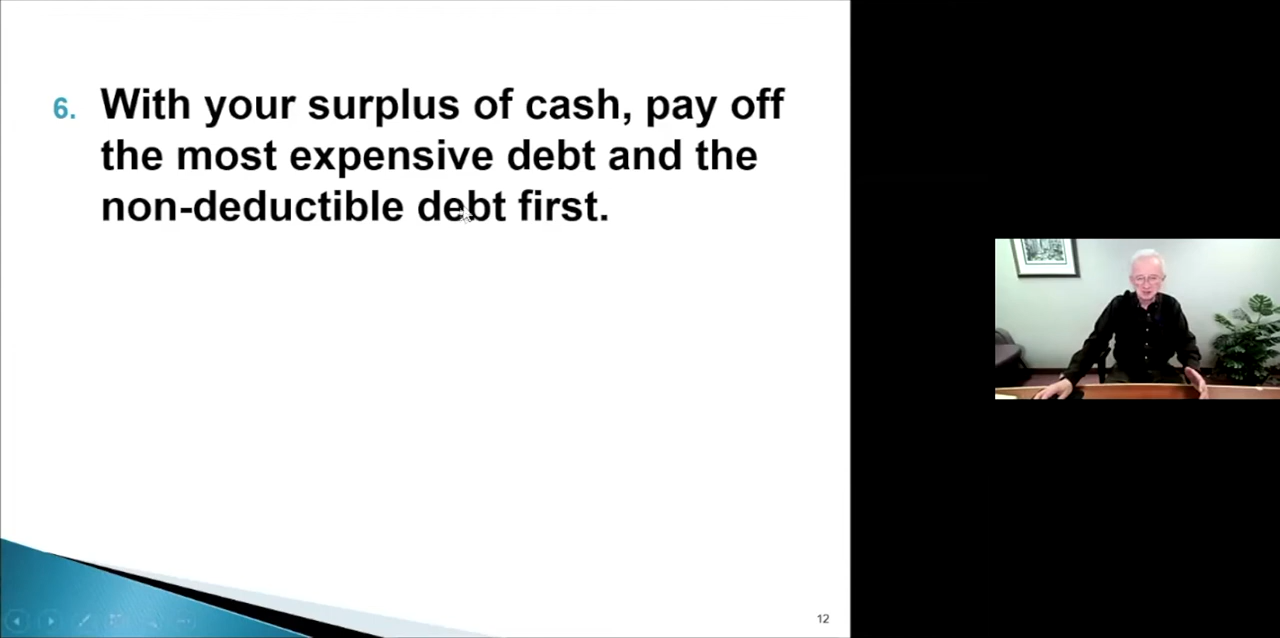 6. With your surplus of cash, pay off
the most expensive debt and the
non-deductible debt first.
12